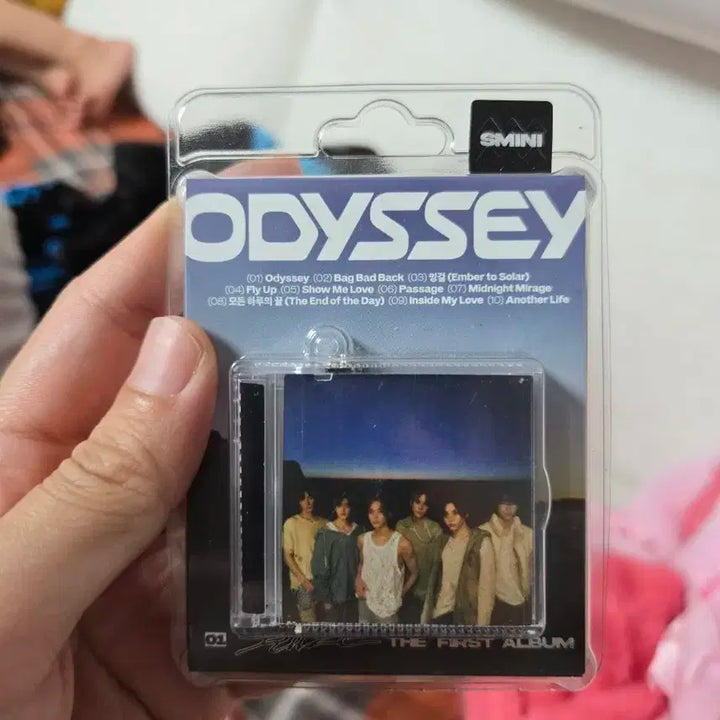 SMINI
ODYSSEY
(01) Odyssey (02) Bag Bad Back (03) 밍걸 (Ember to Solar)
(04) Fly Up (05) Show Me Love (06) Passage (07) Midnight Mirage
(08) 모든 하루의 끝 (The End of the Day) (09) Inside My Love (10) Another Life
01 THE FIRST ALBUM